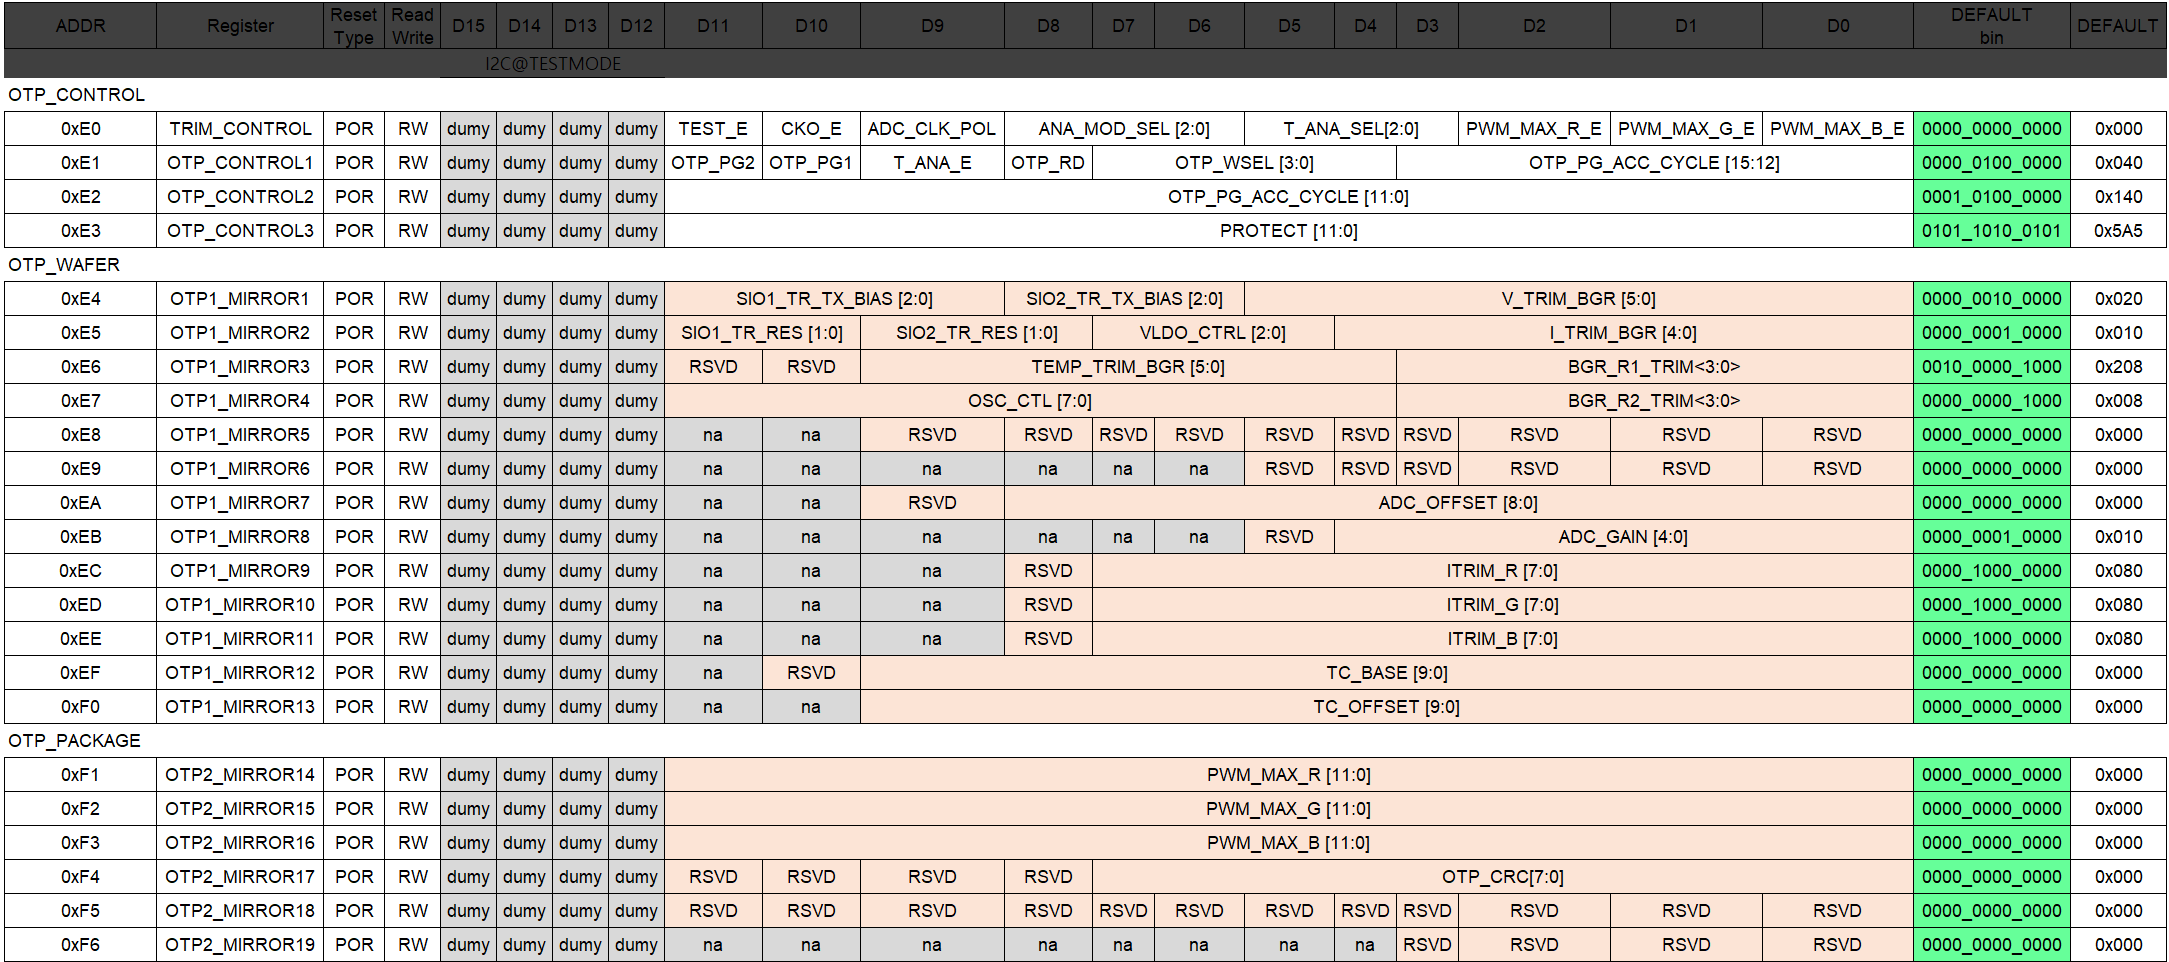 ADDR Register Reset Type Read Write D15 D14 D13 D12 D11 D10 D9 D8 D7 D6 D5 D4 D3 D2 D1 D0 DEFAULT bin DEFAULT
I2C@TESTMODE
OTP_CONTROL
0xE0 TRIM_CONTROL POR RW dumy dumy dumy dumy TEST_E CKO_E ADC_CLK_POL ANA_MOD_SEL [2:0] T_ANA_SEL[2:0] PWM_MAX_R_E PWM_MAX_G_E PWM_MAX_B_E 0000_0000_0000 0x000
0xE1 OTP_CONTROL1 POR RW dumy dumy dumy dumy OTP_PG2 OTP_PG1 T_ANA_E OTP_RD OTP_WSEL [3:0] OTP_PG_ACC_CYCLE [15:12] 0000_0100_0000 0x040
0xE2 OTP_CONTROL2 POR RW dumy dumy dumy dumy OTP_PG_ACC_CYCLE [11:0] 0001_0100_0000 0x140
0xE3 OTP_CONTROL3 POR RW dumy dumy dumy dumy PROTECT [11:0] 0101_1010_0101 0x5A5
OTP_WAFER
0xE4 OTP1_MIRROR1 POR RW dumy dumy dumy dumy SIO1_TR_TX_BIAS [2:0] SIO2_TR_TX_BIAS [2:0] V_TRIM_BGR [5:0] 0000_0010_0000 0x020
0xE5 OTP1_MIRROR2 POR RW dumy dumy dumy dumy SIO1_TR_RES [1:0] SIO2_TR_RES [1:0] VLDO_CTRL [2:0] I_TRIM_BGR [4:0] 0000_0001_0000 0x010
0xE6 OTP1_MIRROR3 POR RW dumy dumy dumy dumy RSVD RSVD TEMP_TRIM_BGR [5:0] BGR_R1_TRIM<3:0> 0010_0000_1000 0x208
0xE7 OTP1_MIRROR4 POR RW dumy dumy dumy dumy OSC_CTL [7:0] BGR_R2_TRIM<3:0> 0000_0000_1000 0x008
0xE8 OTP1_MIRROR5 POR RW dumy dumy dumy dumy na na RSVD RSVD RSVD RSVD RSVD RSVD RSVD RSVD RSVD RSVD 0000_0000_0000 0x000
0xE9 OTP1_MIRROR6 POR RW dumy dumy dumy dumy na na na na na na RSVD RSVD RSVD RSVD RSVD RSVD 0000_0000_0000 0x000
0xEA OTP1_MIRROR7 POR RW dumy dumy dumy dumy na na RSVD ADC_OFFSET [8:0] 0000_0000_0000 0x000
0xEB OTP1_MIRROR8 POR RW dumy dumy dumy dumy na na na na na na RSVD ADC_GAIN [4:0] 0000_0001_0000 0x010
0xEC OTP1_MIRROR9 POR RW dumy dumy dumy dumy na na na RSVD ITRIM_R [7:0] 0000_1000_0000 0x080
0xED OTP1_MIRROR10 POR RW dumy dumy dumy dumy na na na RSVD ITRIM_G [7:0] 0000_1000_0000 0x080
0xEE OTP1_MIRROR11 POR RW dumy dumy dumy dumy na na na RSVD ITRIM_B [7:0] 0000_1000_0000 0x080
0xEF OTP1_MIRROR12 POR RW dumy dumy dumy dumy na RSVD TC_BASE [9:0] 0000_0000_0000 0x000
0xF0 OTP1_MIRROR13 POR RW dumy dumy dumy dumy na na TC_OFFSET [9:0] 0000_0000_0000 0x000
OTP_PACKAGE
0xF1 OTP2_MIRROR14 POR RW dumy dumy dumy dumy PWM_MAX_R [11:0] 0000_0000_0000 0x000
0xF2 OTP2_MIRROR15 POR RW dumy dumy dumy dumy PWM_MAX_G [11:0] 0000_0000_0000 0x000
0xF3 OTP2_MIRROR16 POR RW dumy dumy dumy dumy PWM_MAX_B [11:0] 0000_0000_0000 0x000
0xF4 OTP2_MIRROR17 POR RW dumy dumy dumy dumy RSVD RSVD RSVD RSVD OTP_CRC[7:0] 0000_0000_0000 0x000
0xF5 OTP2_MIRROR18 POR RW dumy dumy dumy dumy RSVD RSVD RSVD RSVD RSVD RSVD RSVD RSVD RSVD RSVD RSVD RSVD 0000_0000_0000 0x000
0xF6 OTP2_MIRROR19 POR RW dumy dumy dumy dumy na na na na na na na na RSVD RSVD RSVD RSVD 0000_0000_0000 0x000